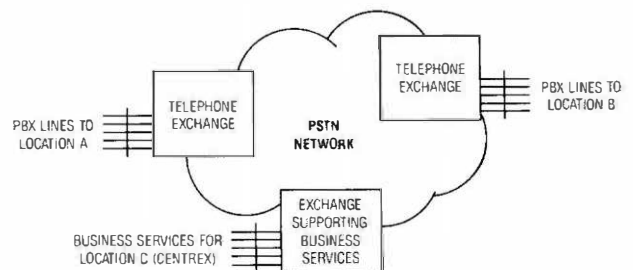 TELEPHONE
EXCHANGE
PBX LINES TO
LOCATION A
PSTN
NETWORK
TELEPHONE
EXCHANGE
PBX LINES TO
LOCATION B
EXCHANGE
SUPPORTING
BUSINESS
SERVICES
BUSINESS SERVICES FOR
LOCATION C (CENTREX)